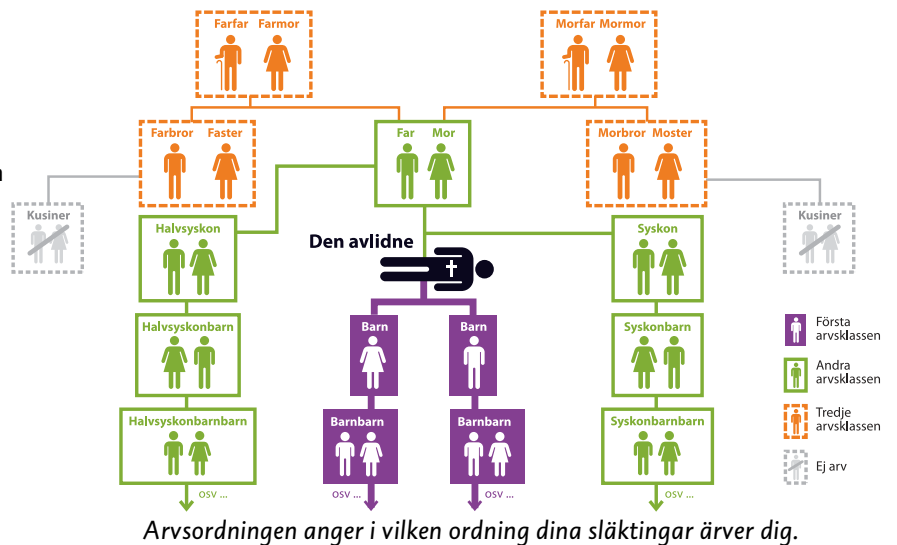 Farfar Farmor
Morfar Mormor
Farbror Faster
Far Mor
Morbror Moster
n
Kusiner
Kusiner
Halvsyskon
Den avlidne
Syskon
Halvsyskonbarn
Barn
Barn
Syskonbarn
Första
arvsklassen
Andra
arvsklassen
Halvsyskonbarnbarn
Barnbarn
Barnbarn
Syskonbarnbarn
Tredje
arvsklassen
Ej arv
osv ...
osv ...
osv ...
osv ...
Arvsordningen anger i vilken ordning dina släktingar ärver dig.